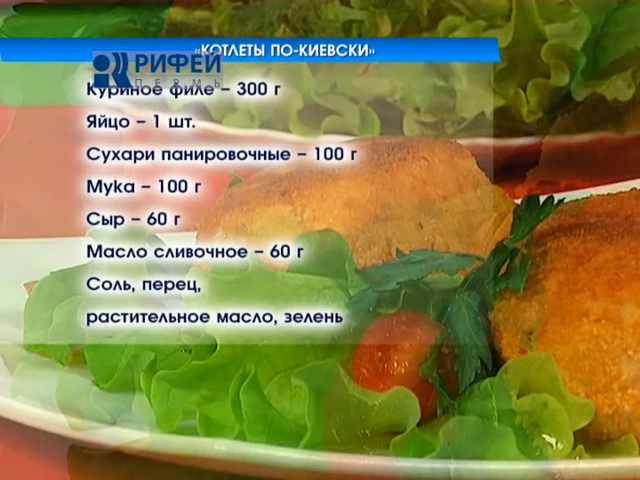 «КОТЛЕТЫ ПО-КИЕВСКИ»
РИФЕЙ
ПЕРМЬ
Куриное филе – 300 г
Яйцо – 1 шт.
Сухари панировочные – 100 г
Мука – 100 г
Сыр – 60 г
Масло сливочное – 60 г
Соль, перец,
растительное масло, зелень